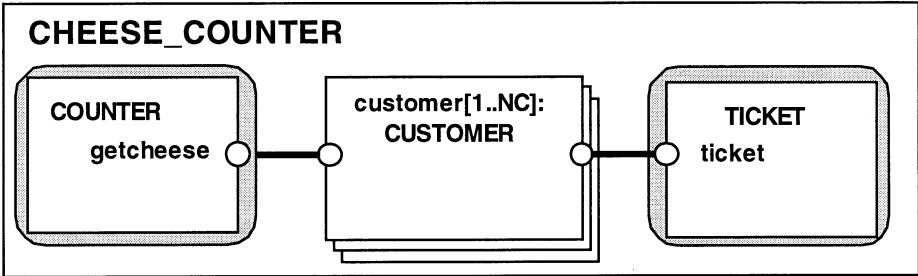 CHEESE_COUNTER
COUNTER
getcheese
customer[1..NC]:
CUSTOMER
TICKET
ticket